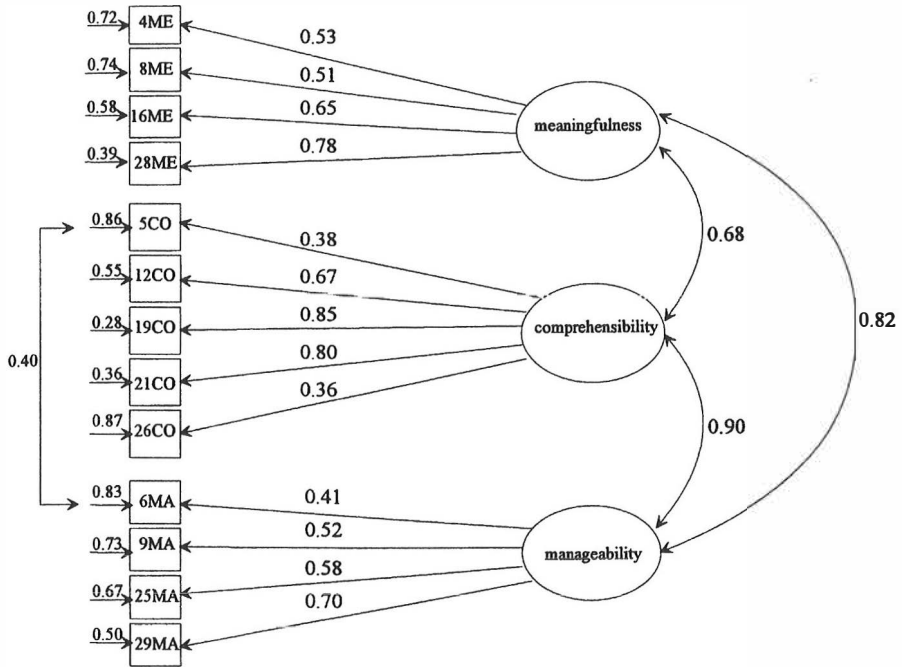 0.72
4ME
0.53
0.74
8ME
0.51
0.58
16ME
0.65
meaningfulness
0.39
28ME
0.78
0.68
0.86
5CO
0.38
0.55
12CO
0.67
0.28
19CO
0.85
comprehensibility
0.82
0.40
0.36
21CO
0.80
0.87
26CO
0.36
0.90
0.83
6MA
0.41
0.73
9MA
0.52
manageability
0.67
25MA
0.58
0.50
29MA
0.70